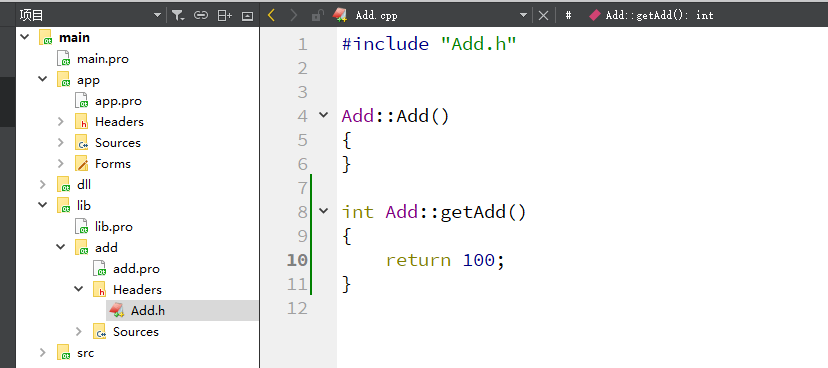 项目
Add.cpp
# Add::getAdd(): int
main
main.pro
app
app.pro
Headers
Sources
Forms
dll
lib
lib.pro
add
add.pro
Headers
Add.h
Sources
src
1 #include "Add.h"
2
3
4 Add::Add()
5 {
6 }
7
8 int Add::getAdd()
9 {
10 return 100;
11 }
12